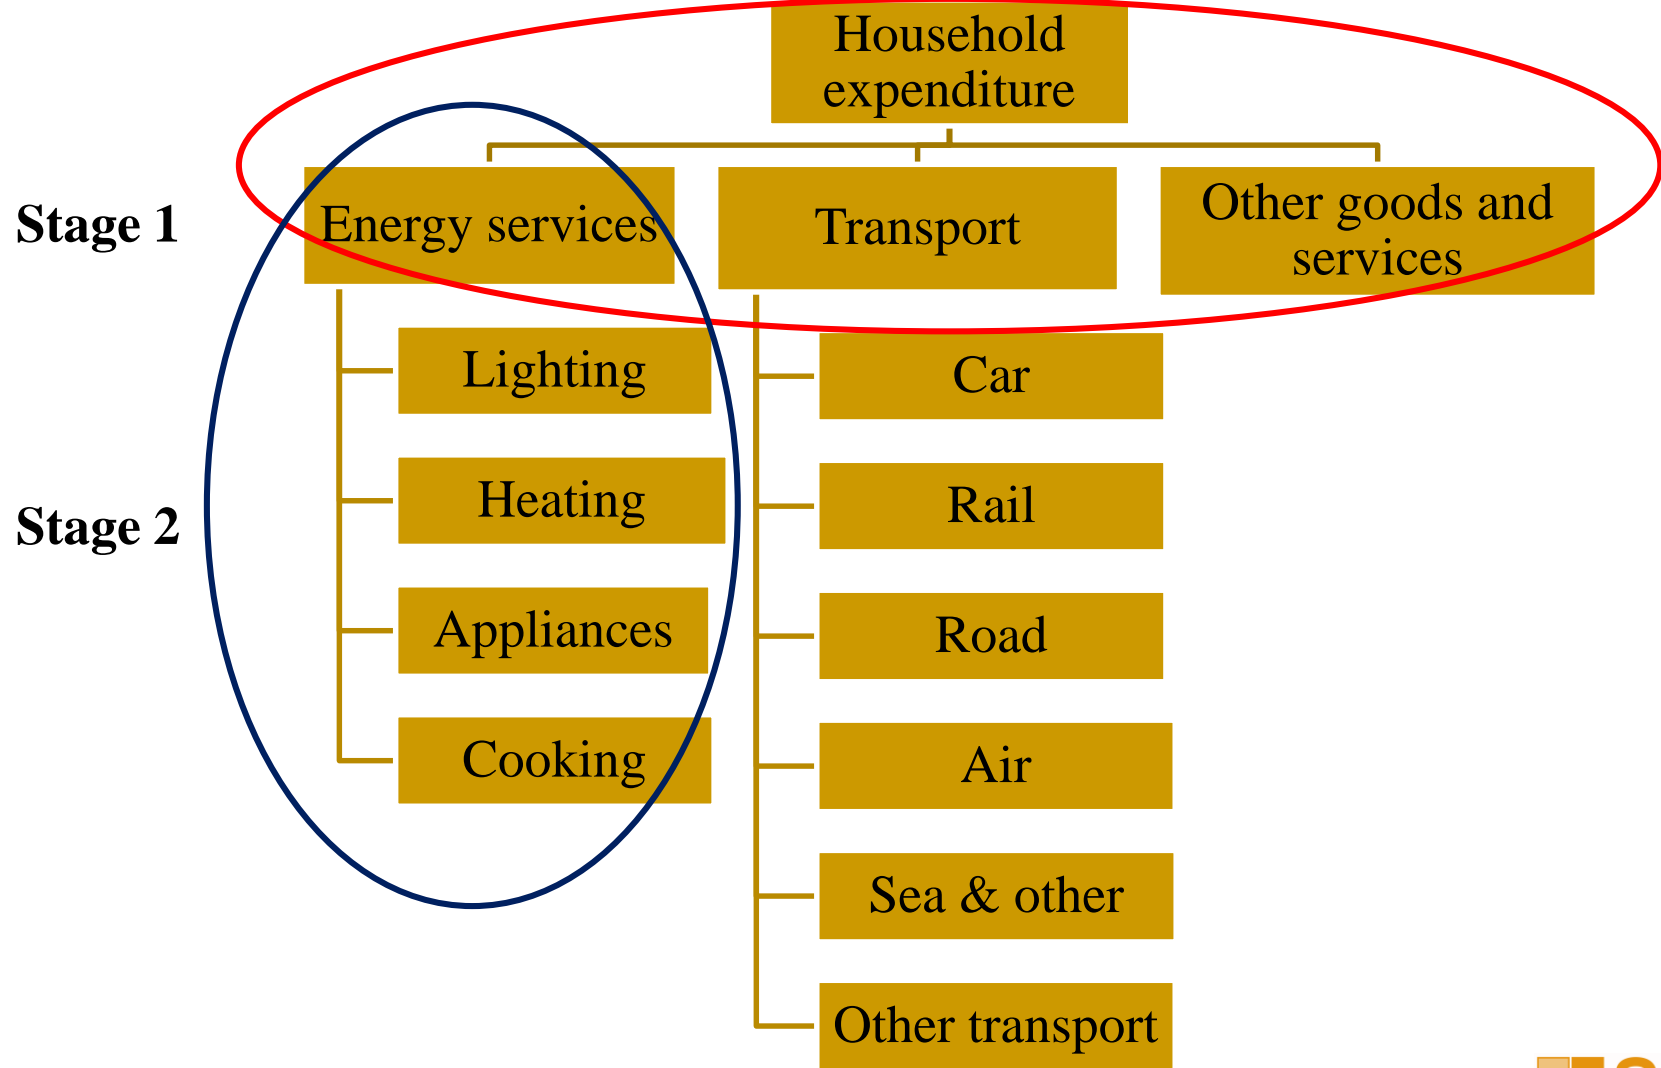 Household
expenditure
Stage 1
Energy services
Transport
Other goods and
services
Stage 2
Lighting
Heating
Appliances
Cooking
Car
Rail
Road
Air
Sea & other
Other transport